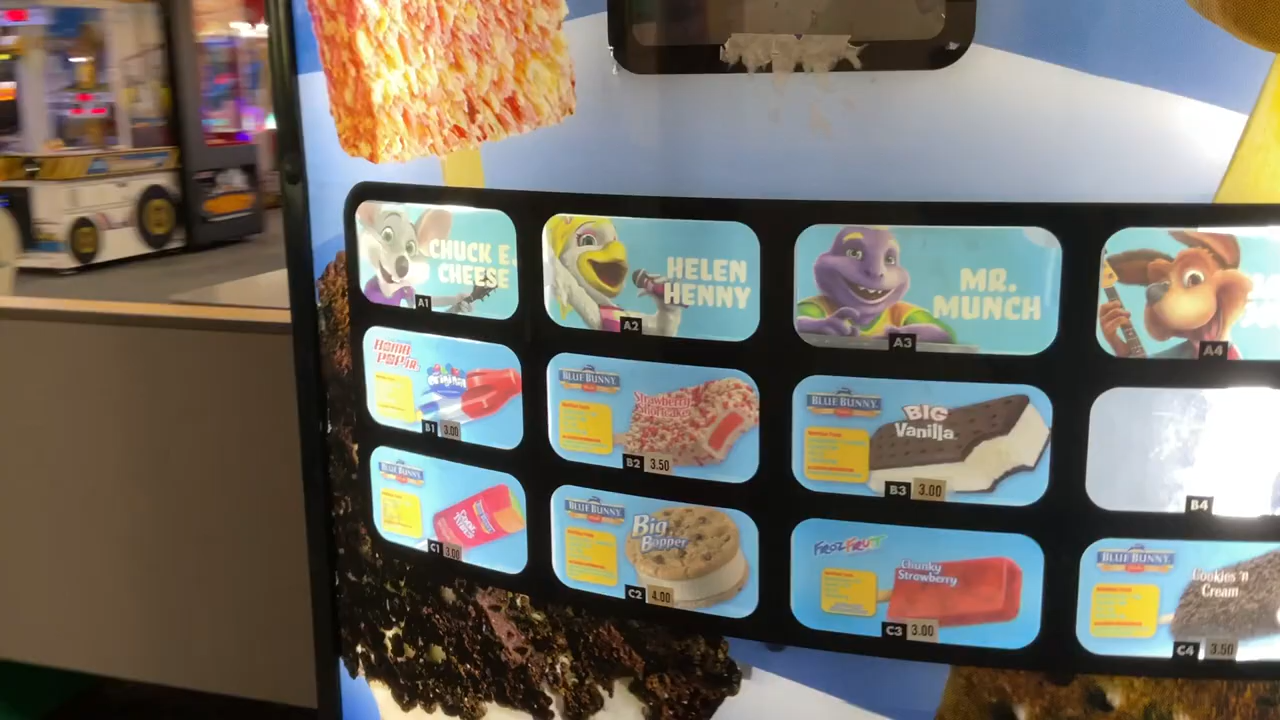 CHUCK E.
CHEESE
A1
HELEN
HENNY
A2
MR.
MUNCH
A3
A4
BOMB
POP JR.
Original
B1 3.00
BLUE BUNNY
Strawberry
Shortcake
B2 3.50
BLUE BUNNY
BIG
Vanilla
B3 3.00
B4
BLUE BUNNY
C1 3.00
BLUE BUNNY
Big
Bopper
C2 4.00
FROZFRUIT
Chunky
Strawberry
C3 3.00
BLUE BUNNY
Cookies 'n
Cream
C4 3.50